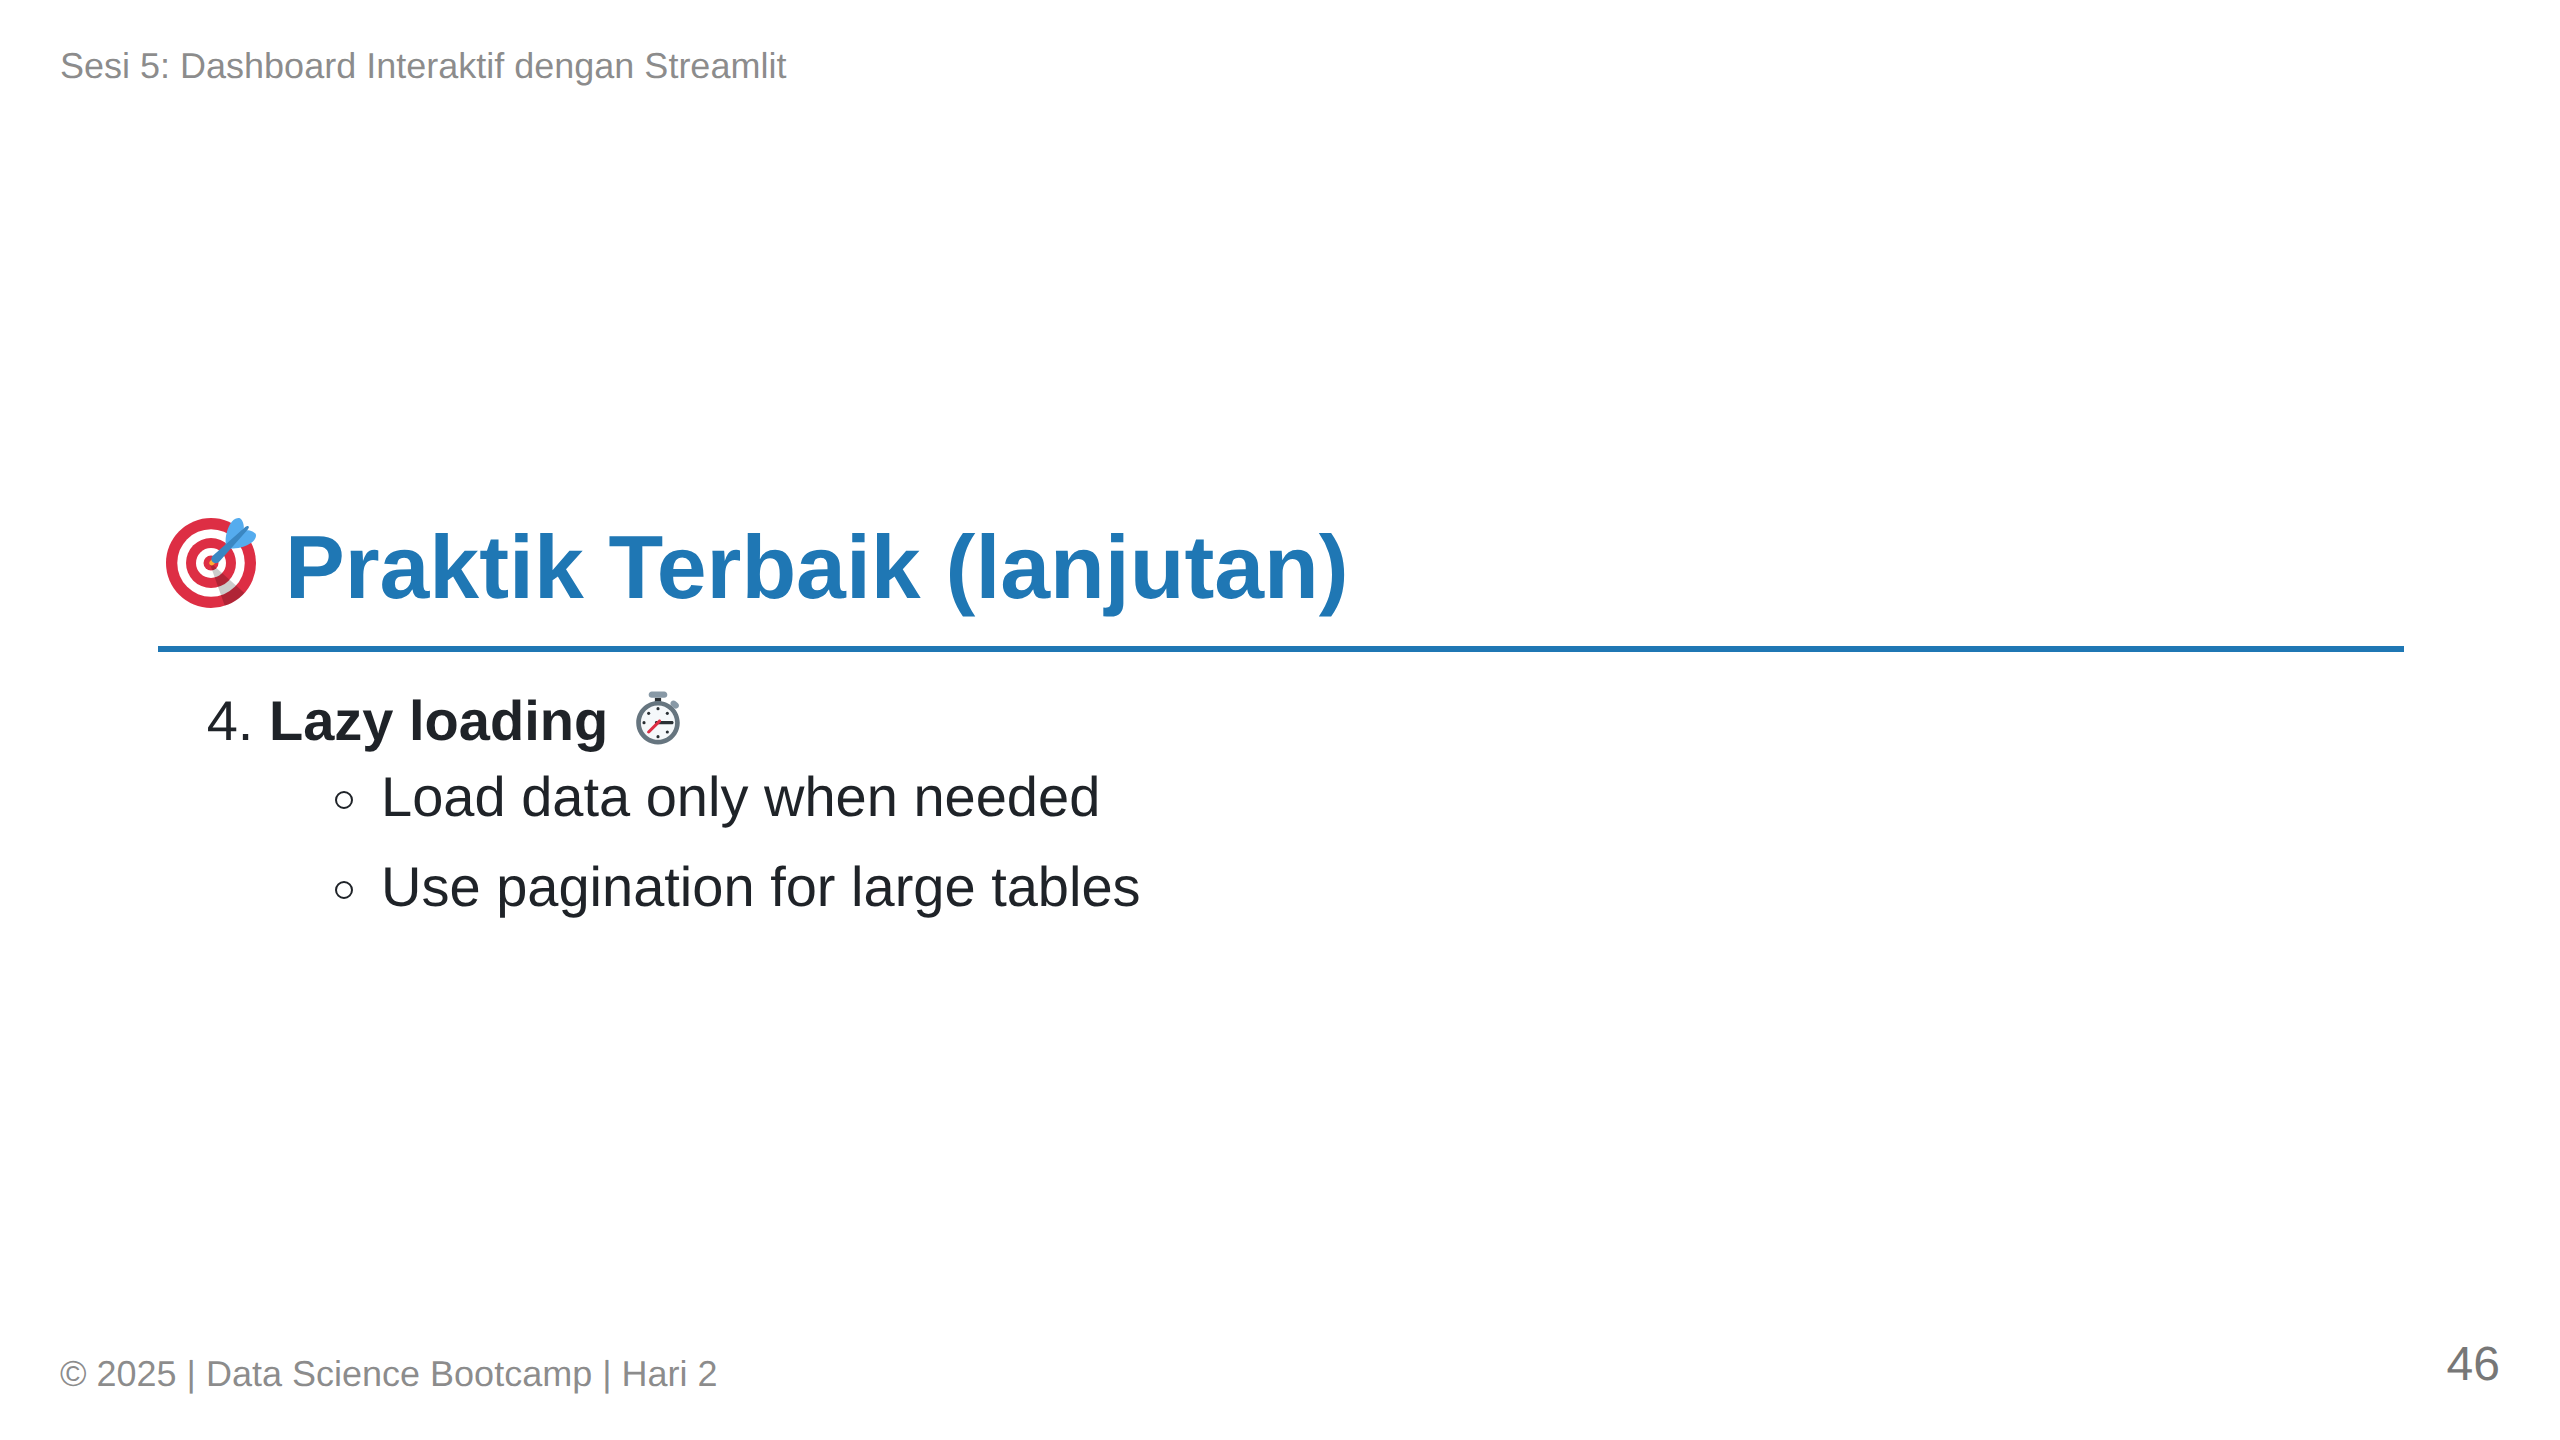 Sesi 5: Dashboard Interaktif dengan Streamlit
🎯 Praktik Terbaik (lanjutan)
4. Lazy loading ⏱️
○ Load data only when needed
○ Use pagination for large tables
© 2025 | Data Science Bootcamp | Hari 2
46